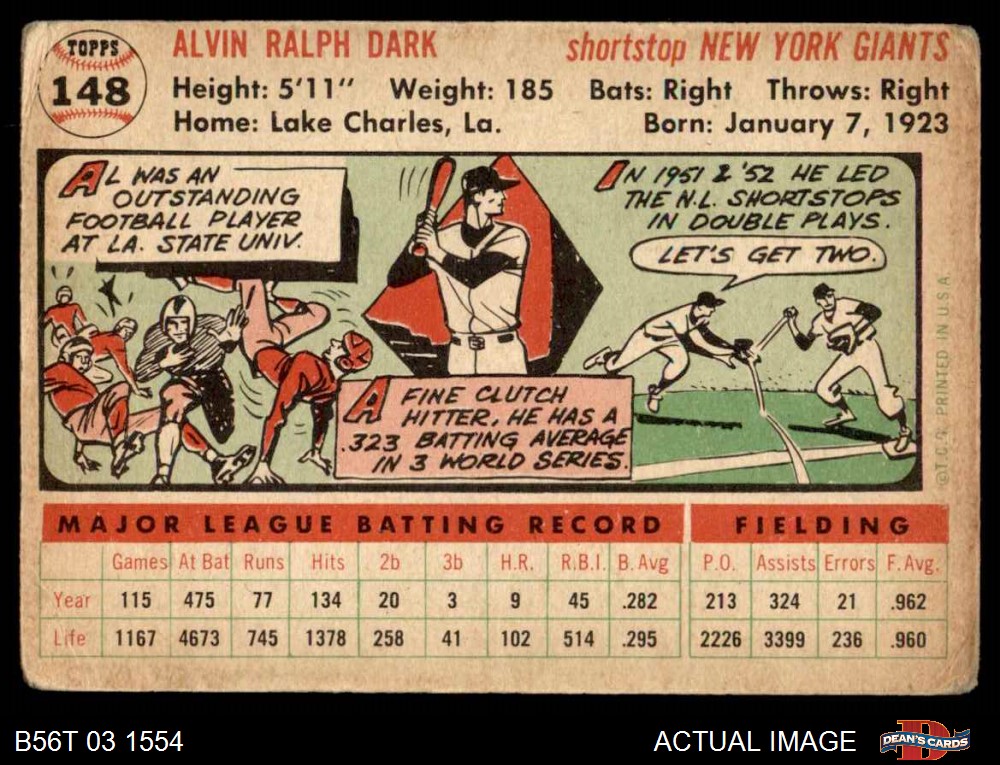 TOPPS
148
ALVIN RALPH DARK
shortstop NEW YORK GIANTS
Height: 5'11" Weight: 185 Bats: Right Throws: Right
Home: Lake Charles, La. Born: January 7, 1923
AL WAS AN
OUTSTANDING
FOOTBALL PLAYER
AT LA. STATE UNIV.
IN 1951 & '52 HE LED
THE N.L. SHORTSTOPS
IN DOUBLE PLAYS.
LET'S GET TWO.
A FINE CLUTCH
HITTER, HE HAS A
.323 BATTING AVERAGE
IN 3 WORLD SERIES.
©T.C.G. PRINTED IN U.S.A.
MAJOR LEAGUE BATTING RECORD FIELDING
Games At Bat Runs Hits 2b 3b H.R. R.B.I. B. Avg P.O. Assists Errors F. Avg.
Year 115 475 77 134 20 3 9 45 .282 213 324 21 .962
Life 1167 4673 745 1378 258 41 102 514 .295 2226 3399 236 .960
B56T 03 1554
ACTUAL IMAGE
D
DEAN'S CARDS